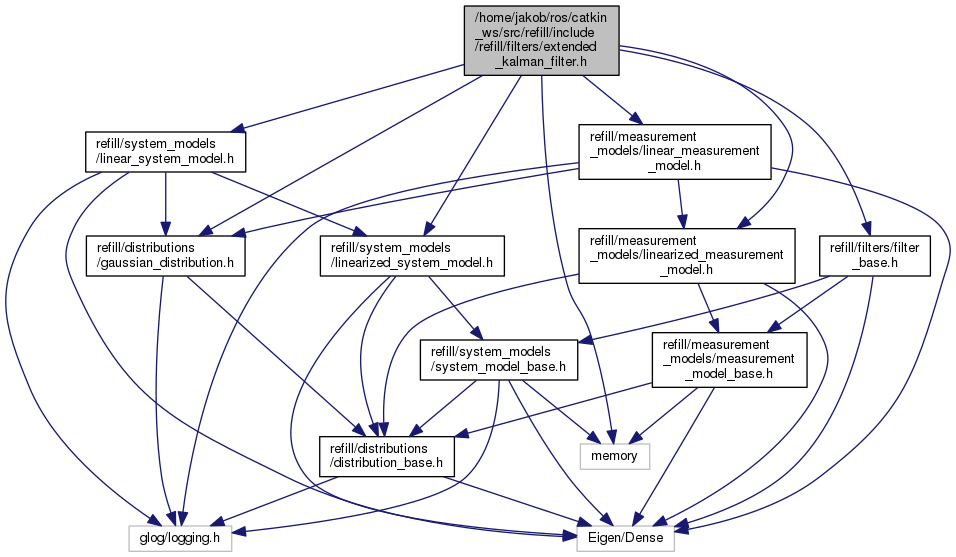 /home/jakob/ros/catkin
_ws/src/refill/include
/refill/filters/extended
_kalman_filter.h
refill/system_models
/linear_system_model.h
refill/measurement
_models/linear_measurement
_model.h
refill/distributions
/gaussian_distribution.h
refill/system_models
/linearized_system_model.h
refill/measurement
_models/linearized_measurement
_model.h
refill/filters/filter
_base.h
refill/system_models
/system_model_base.h
refill/measurement
_models/measurement
_model_base.h
refill/distributions
/distribution_base.h
memory
glog/logging.h
Eigen/Dense